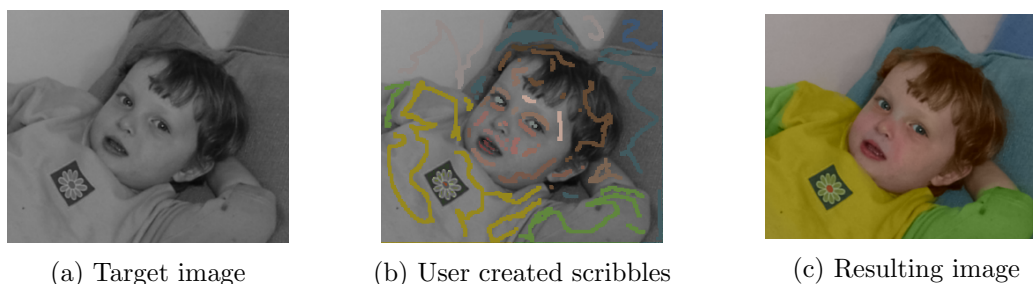 (a) Target image
(b) User created scribbles
(c) Resulting image